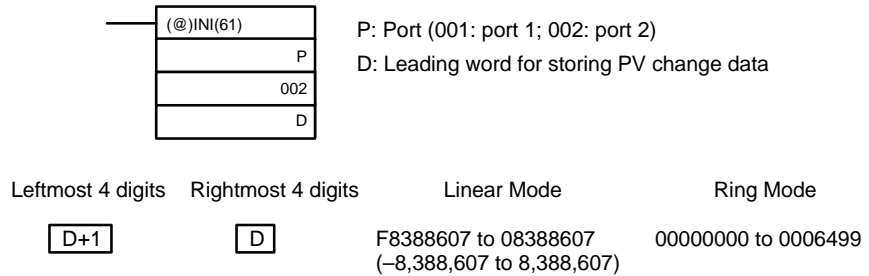 (@)INI(61)
P
002
D
P: Port (001: port 1; 002: port 2)
D: Leading word for storing PV change data
Leftmost 4 digits Rightmost 4 digits Linear Mode Ring Mode
D+1 D F8388607 to 08388607 00000000 to 0006499
(–8,388,607 to 8,388,607)